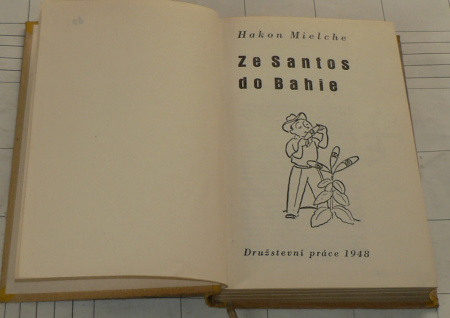 Hakon Mielche
Ze Santos
do Bahie
Družstevní práce 1948